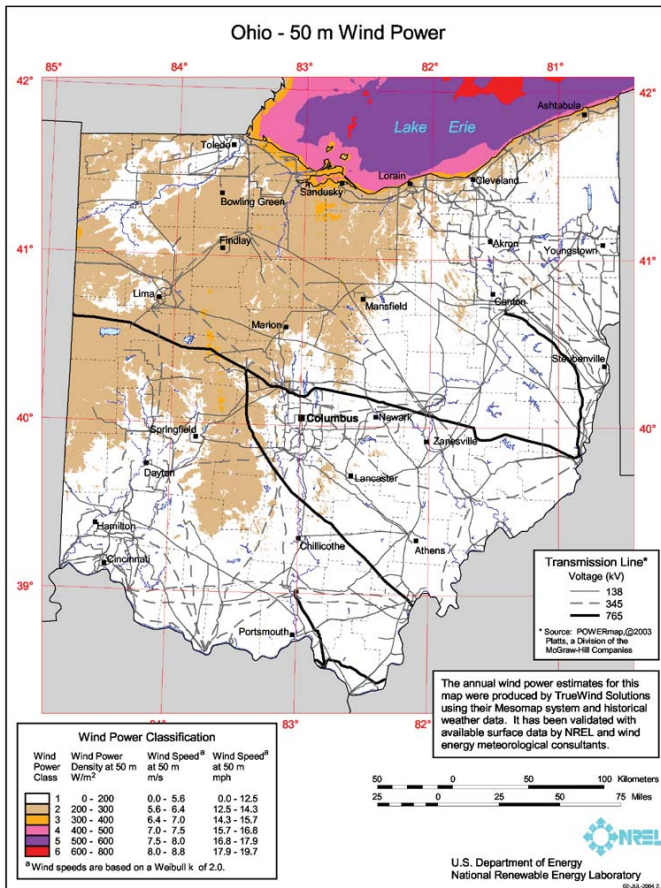 Ohio - 50 m Wind Power
85° 84° 83° 82° 81°
42° 42°
Ashtabula
Lake Erie
Toledo
Lorain Cleveland
Sandusky
Bowling Green
41° 41°
Findlay Akron Youngstown
Lima Mansfield Canton
Marion
Steubenville
40° 40°
Columbus Newark
Springfield Zanesville
Dayton Lancaster
Hamilton
Chillicothe Athens
Cincinnati
39° 39°
Portsmouth
84° 83° 82°
Transmission Line*
Voltage (kV)
138
345
765
* Source: POWERmap,©2003
Platts, a Division of the
McGraw-Hill Companies
The annual wind power estimates for this
map were produced by TrueWind Solutions
using their Mesomap system and historical
weather data. It has been validated with
available surface data by NREL and wind
energy meteorological consultants.
Wind Power Classification
Wind Power Class Wind Power Density at 50 m W/m² Wind Speedᵃ at 50 m m/s Wind Speedᵃ at 50 m mph
1 0 - 200 0.0 - 5.6 0.0 - 12.5
2 200 - 300 5.6 - 6.4 12.5 - 14.3
3 300 - 400 6.4 - 7.0 14.3 - 15.7
4 400 - 500 7.0 - 7.5 15.7 - 16.8
5 500 - 600 7.5 - 8.0 16.8 - 17.9
6 600 - 800 8.0 - 8.8 17.9 - 19.7
ᵃ Wind speeds are based on a Weibull k of 2.0.
50 0 50 100 Kilometers
25 0 25 50 75 Miles
NREL
U.S. Department of Energy
National Renewable Energy Laboratory